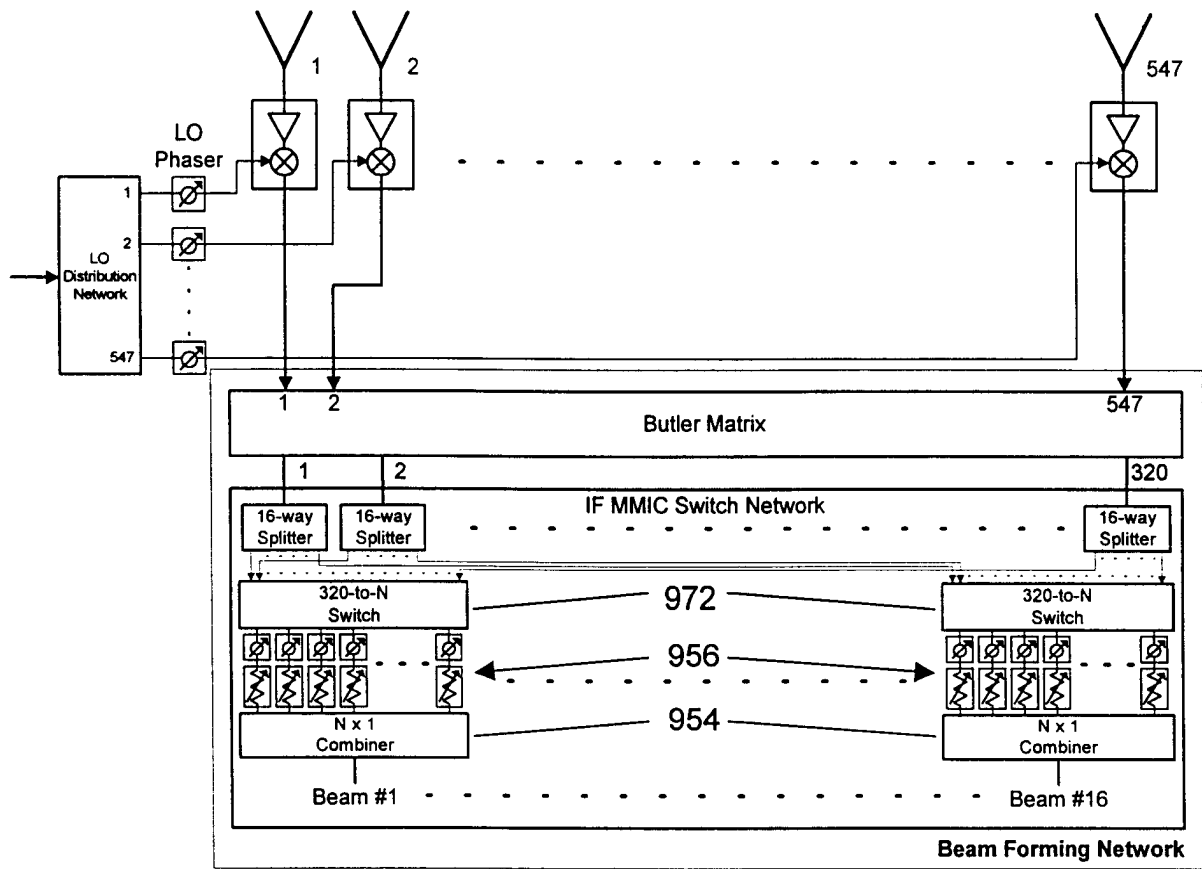 1
2
547
LO
Phaser
1
2
LO
Distribution
Network
547
1
2
547
Butler Matrix
1
2
320
IF MMIC Switch Network
16-way
Splitter
16-way
Splitter
16-way
Splitter
320-to-N
Switch
972
320-to-N
Switch
956
954
N x 1
Combiner
N x 1
Combiner
Beam #1
Beam #16
Beam Forming Network